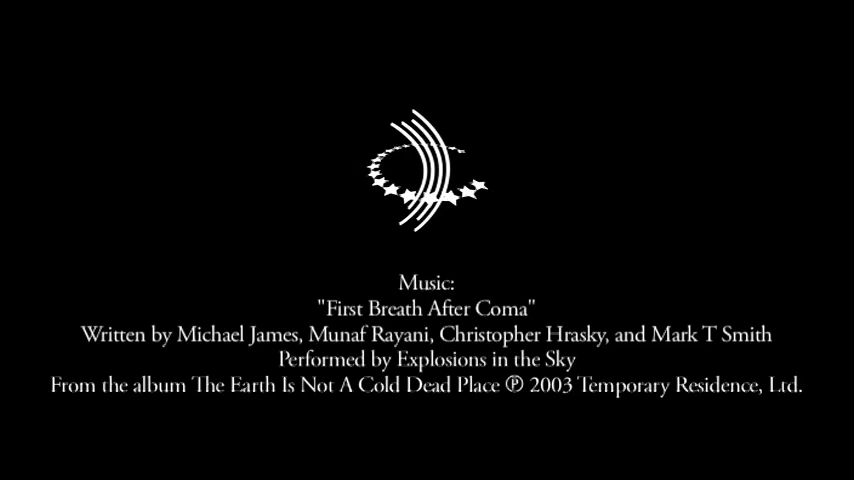 Music:
"First Breath After Coma"
Written by Michael James, Munaf Rayani, Christopher Hrasky, and Mark T Smith
Performed by Explosions in the Sky
From the album The Earth Is Not A Cold Dead Place ℗ 2003 Temporary Residence, Ltd.